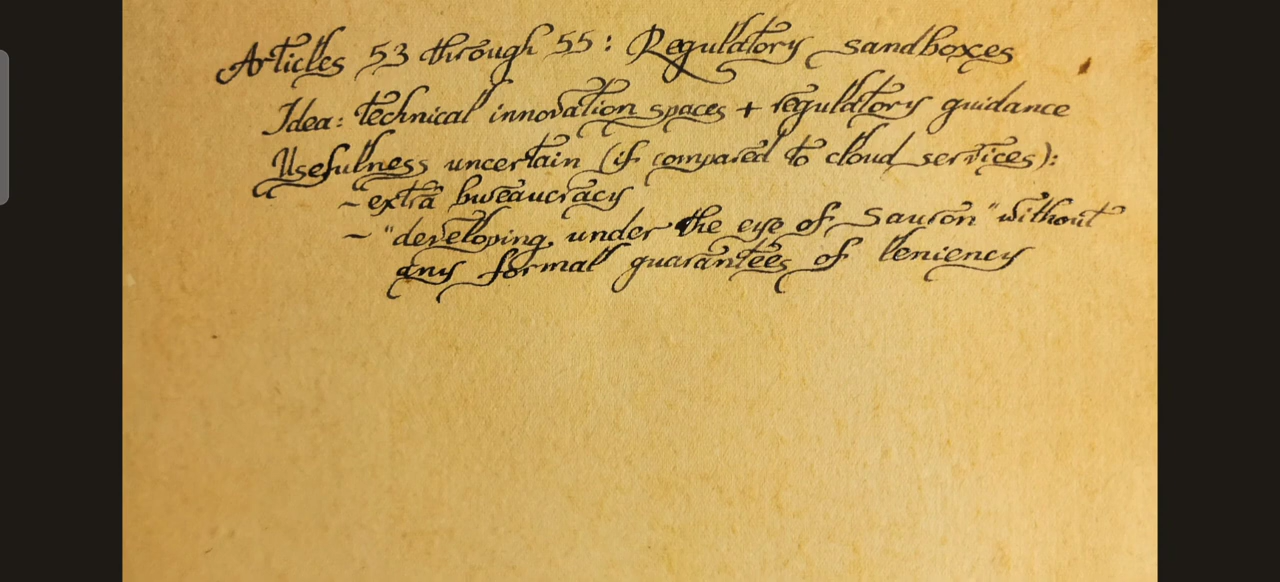 Articles 53 through 55: Regulatory sandboxes
Idea: technical innovation spaces + regulatory guidance
Usefulness uncertain (if compared to cloud services):
- extra bureaucracy
- "developing under the eye of Sauron" without
any formal guarantees of leniency